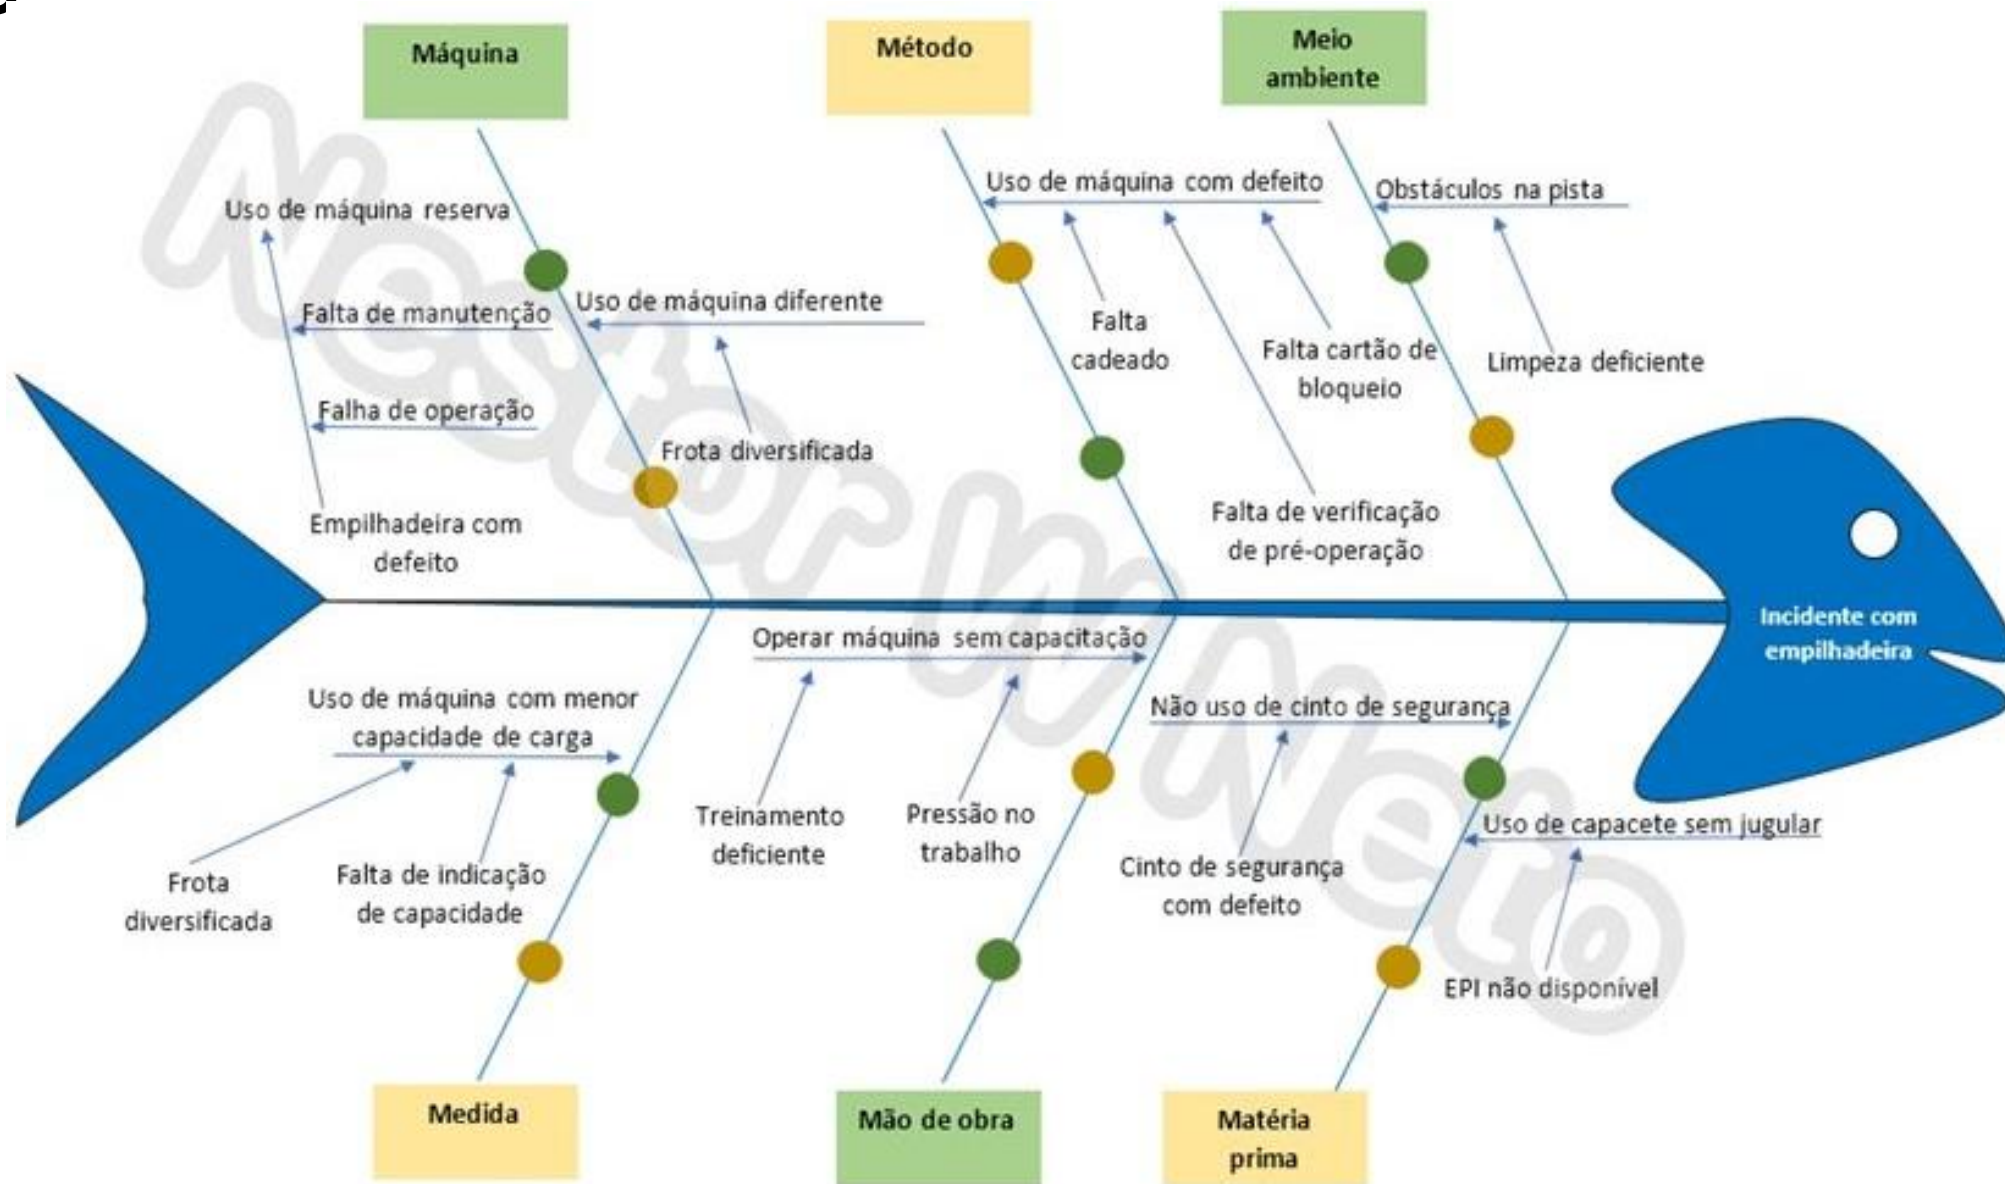 Máquina
Método
Meio
ambiente
Uso de máquina reserva
Falta de manutenção
Falha de operação
Empilhadeira com
defeito
Uso de máquina diferente
Frota diversificada
Uso de máquina com defeito
Falta
cadeado
Falta cartão de
bloqueio
Falta de verificação
de pré-operação
Obstáculos na pista
Limpeza deficiente
Incidente com
empilhadeira
Uso de máquina com menor
capacidade de carga
Frota
diversificada
Falta de indicação
de capacidade
Operar máquina sem capacitação
Treinamento
deficiente
Pressão no
trabalho
Não uso de cinto de segurança
Cinto de segurança
com defeito
Uso de capacete sem jugular
EPI não disponível
Medida
Mão de obra
Matéria
prima
Nestor W Neto